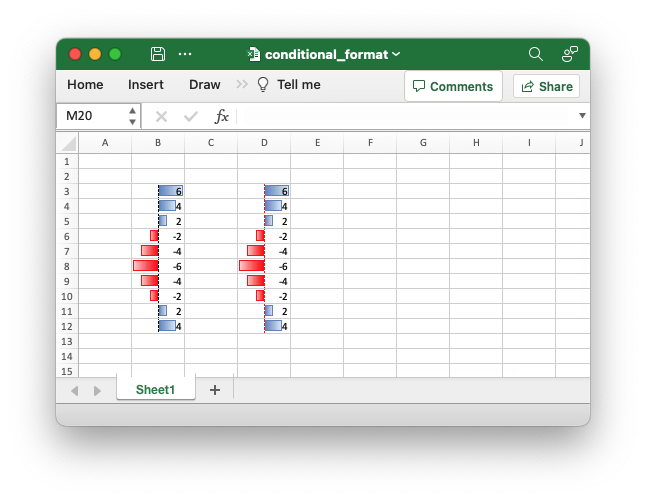 conditional_format
Home Insert Draw Tell me Comments Share
M20 fx
A B C D E F G H I J
1
2
3 6 6
4 4 4
5 2 2
6 -2 -2
7 -4 -4
8 -6 -6
9 -4 -4
10 -2 -2
11 2 2
12 4 4
13
14
15
Sheet1 +